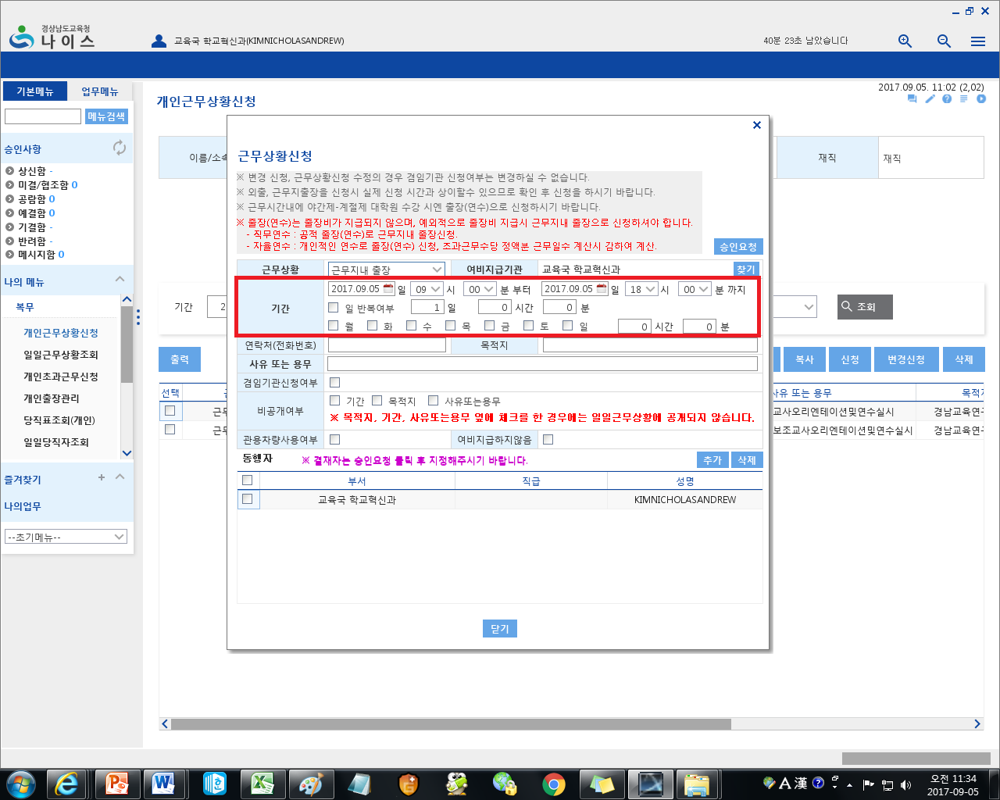 경상남도교육청
나이스
교육국 학교혁신과(KIMNICHOLASANDREW)
40분 23초 남았습니다
기본메뉴 업무메뉴
메뉴검색
승인사항
상신함 -
미결/협조함 0
공람함 0
예결함 0
기결함 -
반려함 -
메시지함 0
나의 메뉴
복무
개인근무상황신청
일일근무상황조회
개인초과근무신청
개인출장관리
당직표조회(개인)
일일당직자조회
즐겨찾기
나의업무
--초기메뉴--
2017.09.05. 11:02 (2,02)
개인근무상황신청
이름/소속
재직 재직
기간 2
조회
출력 복사 신청 변경신청 삭제
선택
사유 또는 용무 목적지
교사오리엔테이션및연수실시 경남교육연구
보조교사오리엔테이션및연수실시 경남교육연구
근무상황신청
※ 변경 신청, 근무상황신청 수정의 경우 겸임기관 신청여부는 변경하실 수 없습니다.
※ 외출, 근무지출장을 신청시 실제 신청 시간과 상이할수 있으므로 확인 후 신청을 하시기 바랍니다.
※ 근무시간내에 야간제-계절제 대학원 수강 시엔 출장(연수)으로 신청하시기 바랍니다.
※ 출장(연수)는 출장비가 지급되지 않으며, 예외적으로 출장비 지급시 근무지내 출장으로 신청하셔야 합니다.
- 직무연수 : 공적 출장(연수)로 근무지내 출장신청.
- 자율연수 : 개인적인 연수로 출장(연수) 신청, 초과근무수당 정액분 근무일수 계산시 감하여 계산.
승인요청
근무상황 근무지내 출장 여비지급기관 교육국 학교혁신과 찾기
기간
2017.09.05 일 09 시 00 분 부터 2017.09.05 일 18 시 00 분 까지
일 반복여부 1 일 0 시간 0 분
월 화 수 목 금 토 일 0 시간 0 분
연락처(전화번호) 목적지
사유 또는 용무
겸임기관신청여부
비공개여부 기간 목적지 사유또는용무
※ 목적지, 기간, 사유또는용무 옆에 체크를 한 경우에는 일일근무상황에 공개되지 않습니다.
관용차량사용여부 여비지급하지않음
동행자 ※ 결재자는 승인요청 클릭 후 지정해주시기 바랍니다. 추가 삭제
부서 직급 성명
교육국 학교혁신과 KIMNICHOLASANDREW
닫기
A 漢
오전 11:34
2017-09-05